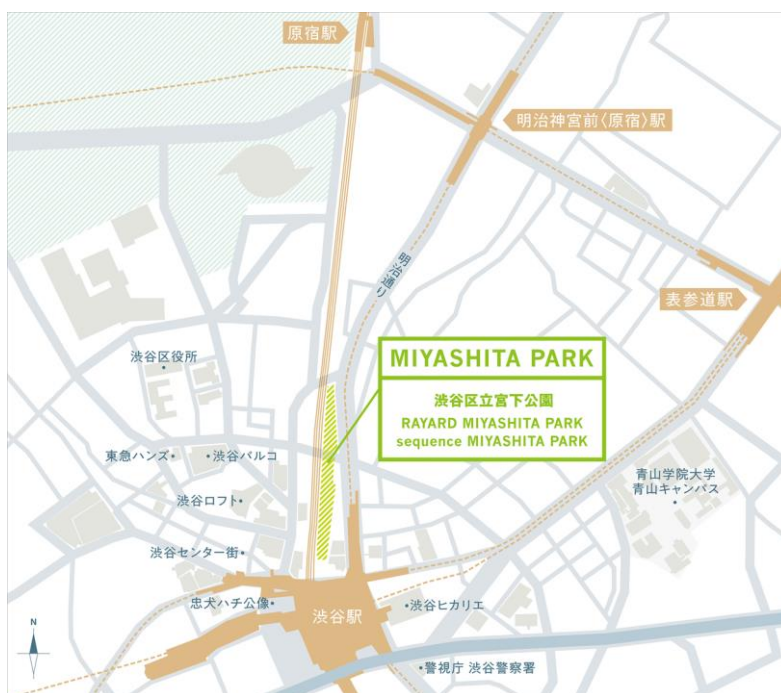 原宿駅
明治神宮前〈原宿〉駅
明治通り
表参道駅
MIYASHITA PARK
渋谷区立宮下公園
RAYARD MIYASHITA PARK
sequence MIYASHITA PARK
渋谷区役所
東急ハンズ
渋谷パルコ
渋谷ロフト
青山学院大学
青山キャンパス
渋谷センター街
忠犬ハチ公像
渋谷駅
渋谷ヒカリエ
N
警視庁 渋谷警察署